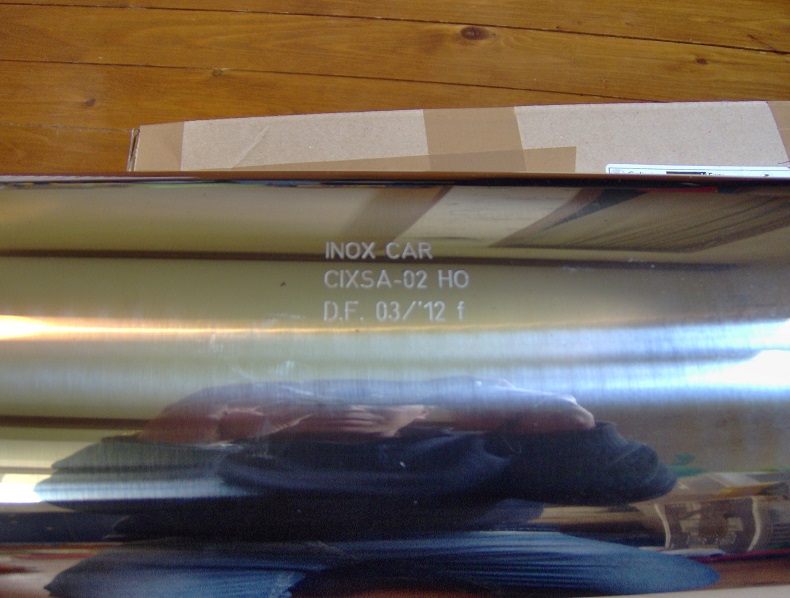 INOX CAR
CIXSA-02 HO
D.F. 03/'12 f